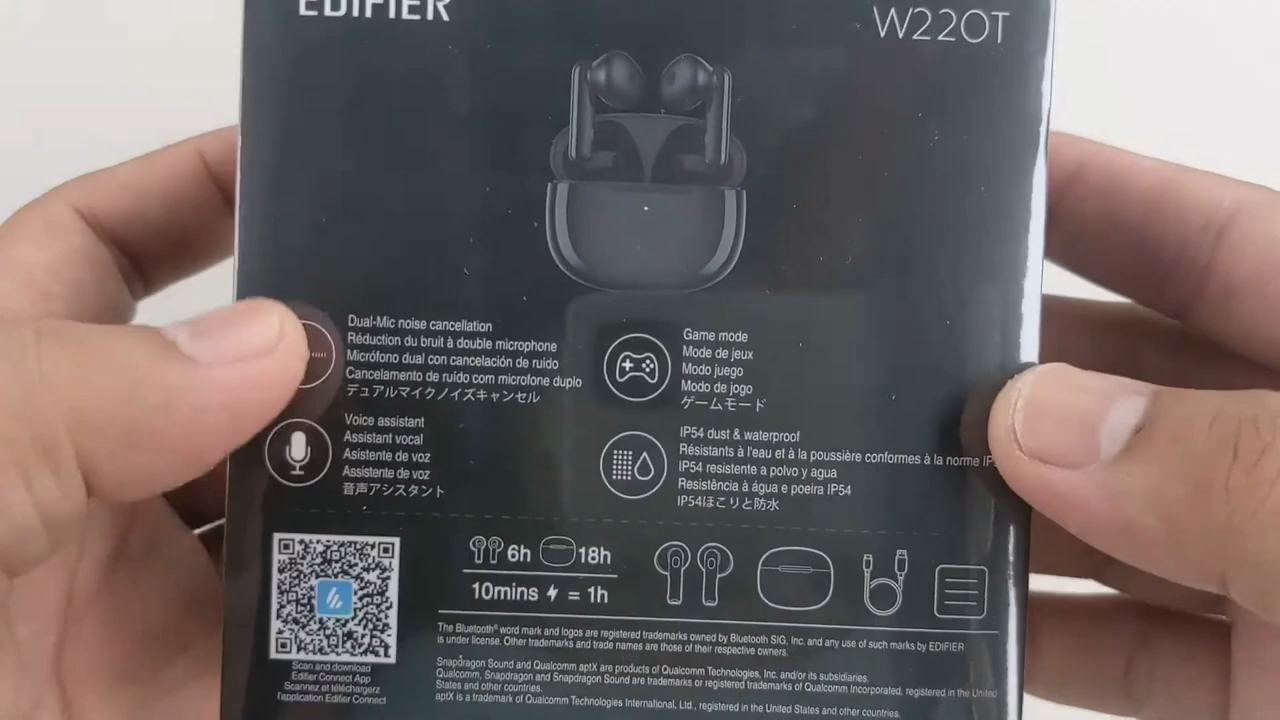 EDIFIER
W220T
Dual-Mic noise cancellation
Réduction du bruit à double microphone
Micrófono dual con cancelación de ruido
Cancelamento de ruído com microfone duplo
デュアルマイクノイズキャンセル
Game mode
Mode de jeux
Modo juego
Modo de jogo
ゲームモード
Voice assistant
Assistant vocal
Asistente de voz
Assistente de voz
音声アシスタント
IP54 dust & waterproof
Résistants à l'eau et à la poussière conformes à la norme
IP54 resistente a polvo y agua
Resistência à água e poeira IP54
IP54ほこりと防水
6h 18h
10mins = 1h
Scan and download
Edifier Connect App
Scannez et téléchargerz
l'application Edifier Connect
The Bluetooth® word mark and logos are registered trademarks owned by Bluetooth SIG, Inc. and any use of such marks by EDIFIER
is under license. Other trademarks and trade names are those of their respective owners.
Snapdragon Sound and Qualcomm aptX are products of Qualcomm Technologies, Inc. and/or its subsidiaries.
Qualcomm, Snapdragon and Snapdragon Sound are trademarks or registered trademarks of Qualcomm Incorporated, registered in the United
States and other countries.
aptX is a trademark of Qualcomm Technologies International, Ltd., registered in the United States and other countries.